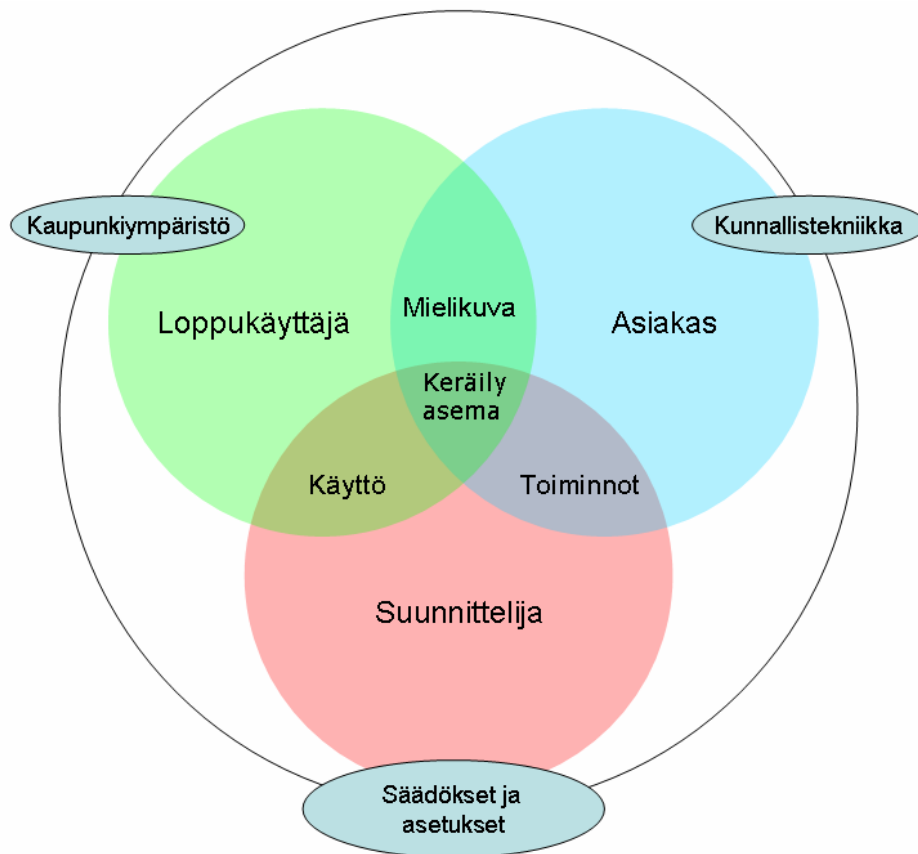 Kaupunkiympäristö
Kunnallistekniikka
Loppukäyttäjä
Mielikuva
Asiakas
Keräily
asema
Käyttö
Toiminnot
Suunnittelija
Säädökset ja
asetukset